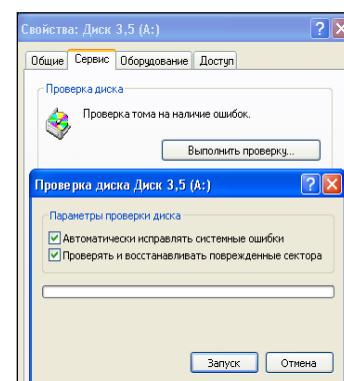 Свойства: Диск 3,5 (A:)
Общие Сервис Оборудование Доступ
Проверка диска
Проверка тома на наличие ошибок.
Выполнить проверку...
Проверка диска Диск 3,5 (A:)
Параметры проверки диска
Автоматически исправлять системные ошибки
Проверять и восстанавливать поврежденные сектора
Запуск Отмена